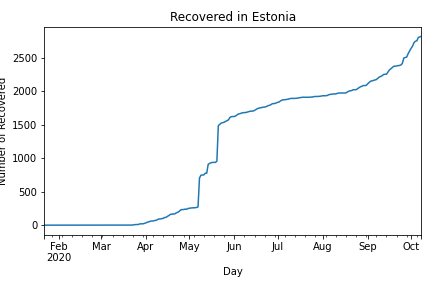 Recovered in Estonia
Number of Recovered
2500
2000
1500
1000
500
0
Feb Mar Apr May Jun Jul Aug Sep Oct
2020
Day